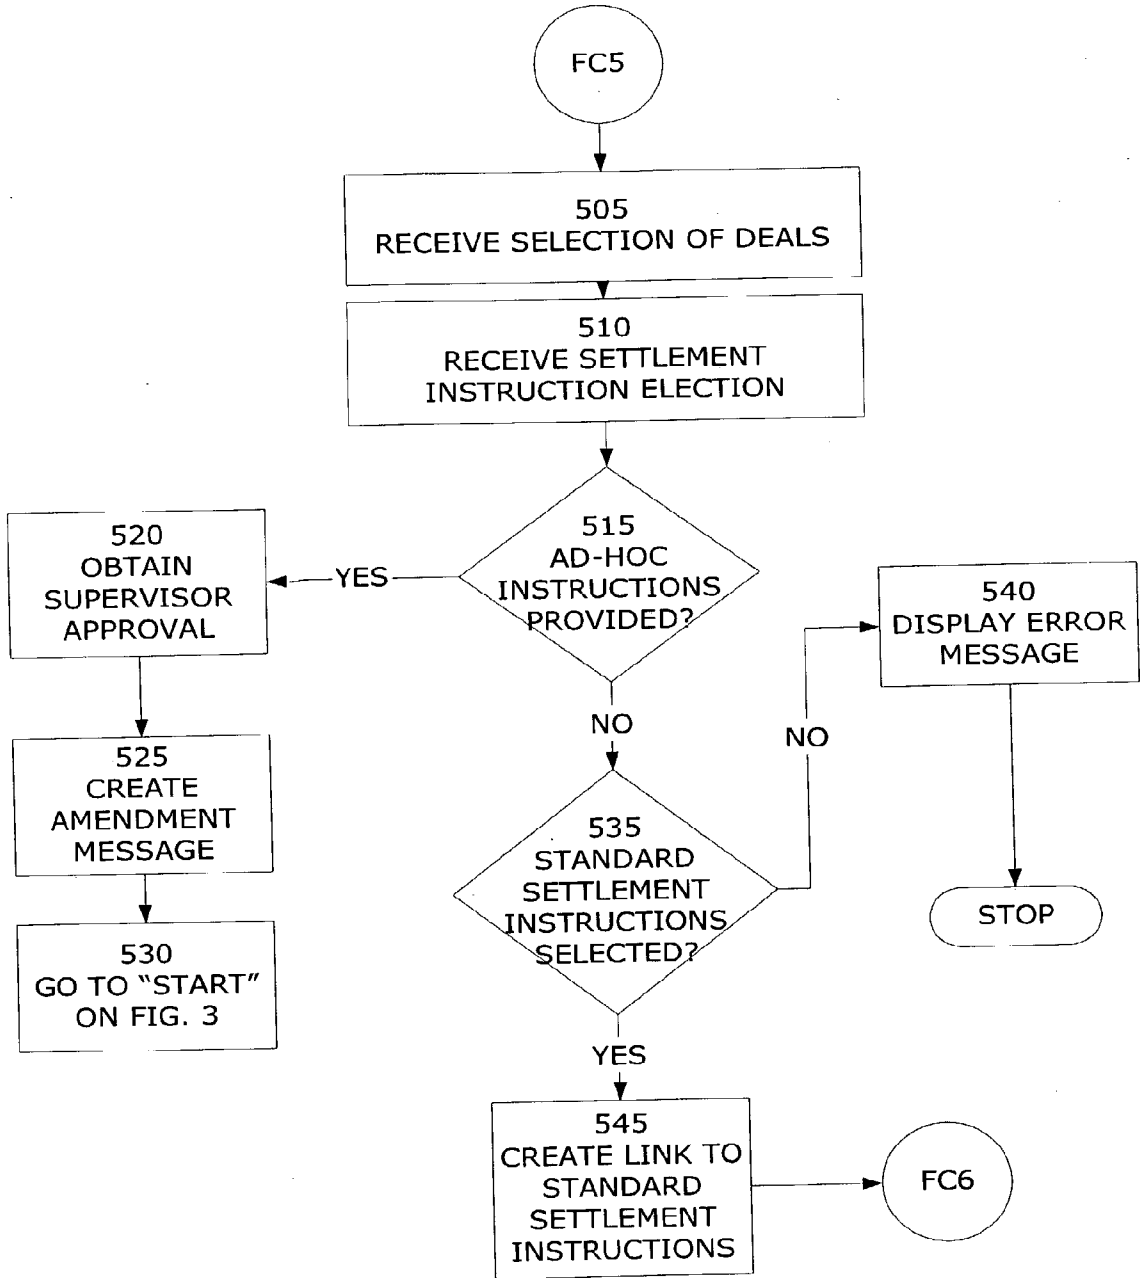 FC5
505
RECEIVE SELECTION OF DEALS
510
RECEIVE SETTLEMENT
INSTRUCTION ELECTION
515
AD-HOC
INSTRUCTIONS
PROVIDED?
YES
520
OBTAIN
SUPERVISOR
APPROVAL
525
CREATE
AMENDMENT
MESSAGE
530
GO TO “START”
ON FIG. 3
NO
535
STANDARD
SETTLEMENT
INSTRUCTIONS
SELECTED?
NO
540
DISPLAY ERROR
MESSAGE
STOP
YES
545
CREATE LINK TO
STANDARD
SETTLEMENT
INSTRUCTIONS
FC6